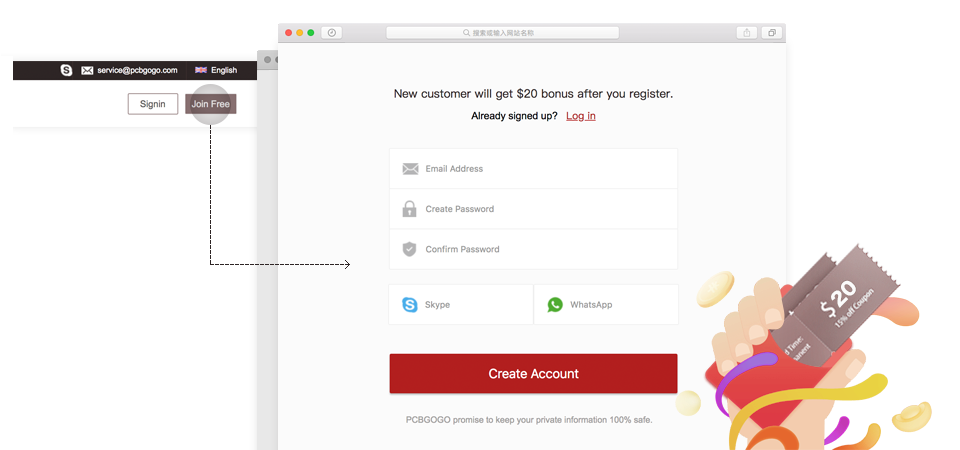 搜索或输入网站名称
service@pcbgogo.com English
Signin Join Free
New customer will get $20 bonus after you register.
Already signed up? Log in
Email Address
Create Password
Confirm Password
Skype WhatsApp
Create Account
PCBGOGO promise to keep your private information 100% safe.
$20
15% off Coupon
Time: